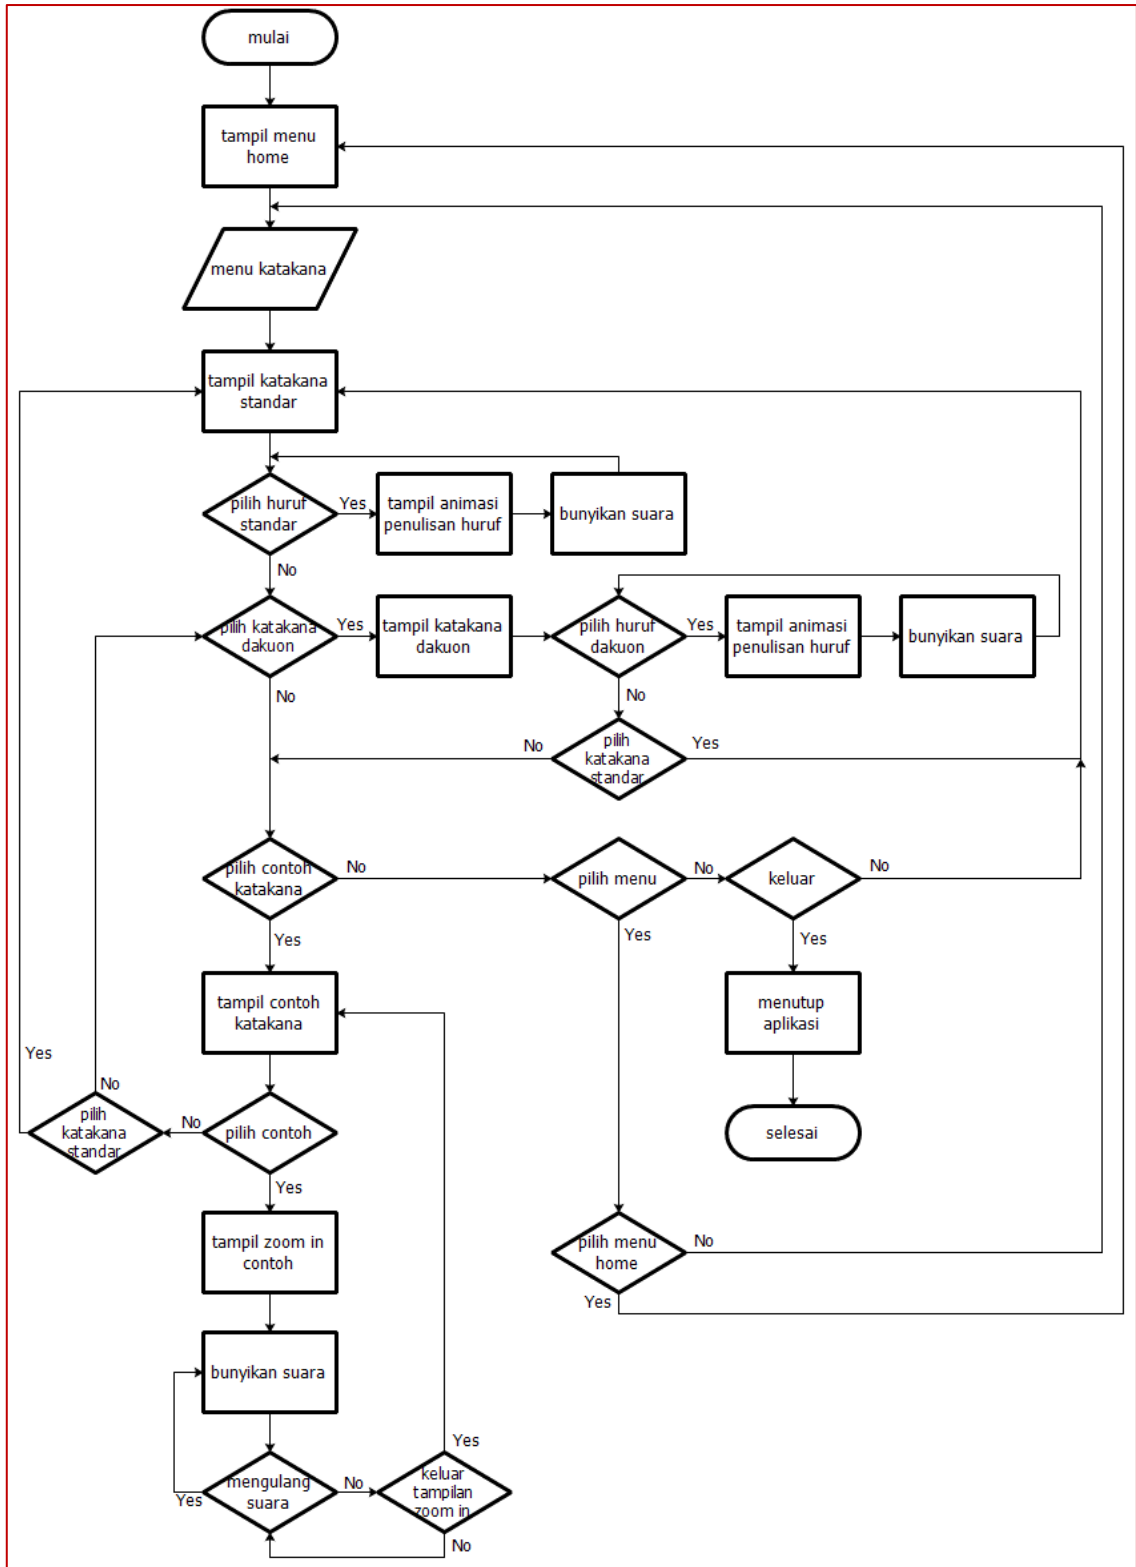 mulai
tampil menu
home
menu katakana
tampil katakana
standar
pilih huruf
standar
Yes
tampil animasi
penulisan huruf
bunyikan suara
No
pilih katakana
dakuon
Yes
tampil katakana
dakuon
pilih huruf
dakuon
Yes
tampil animasi
penulisan huruf
bunyikan suara
No
No
No
pilih
katakana
standar
Yes
pilih contoh
katakana
No
pilih menu
No
keluar
No
Yes
Yes
Yes
tampil contoh
katakana
menutup
aplikasi
Yes
No
pilih
katakana
standar
No
pilih contoh
selesai
Yes
tampil zoom in
contoh
pilih menu
home
No
Yes
bunyikan suara
Yes
mengulang
suara
Yes
No
keluar
tampilan
zoom in
No